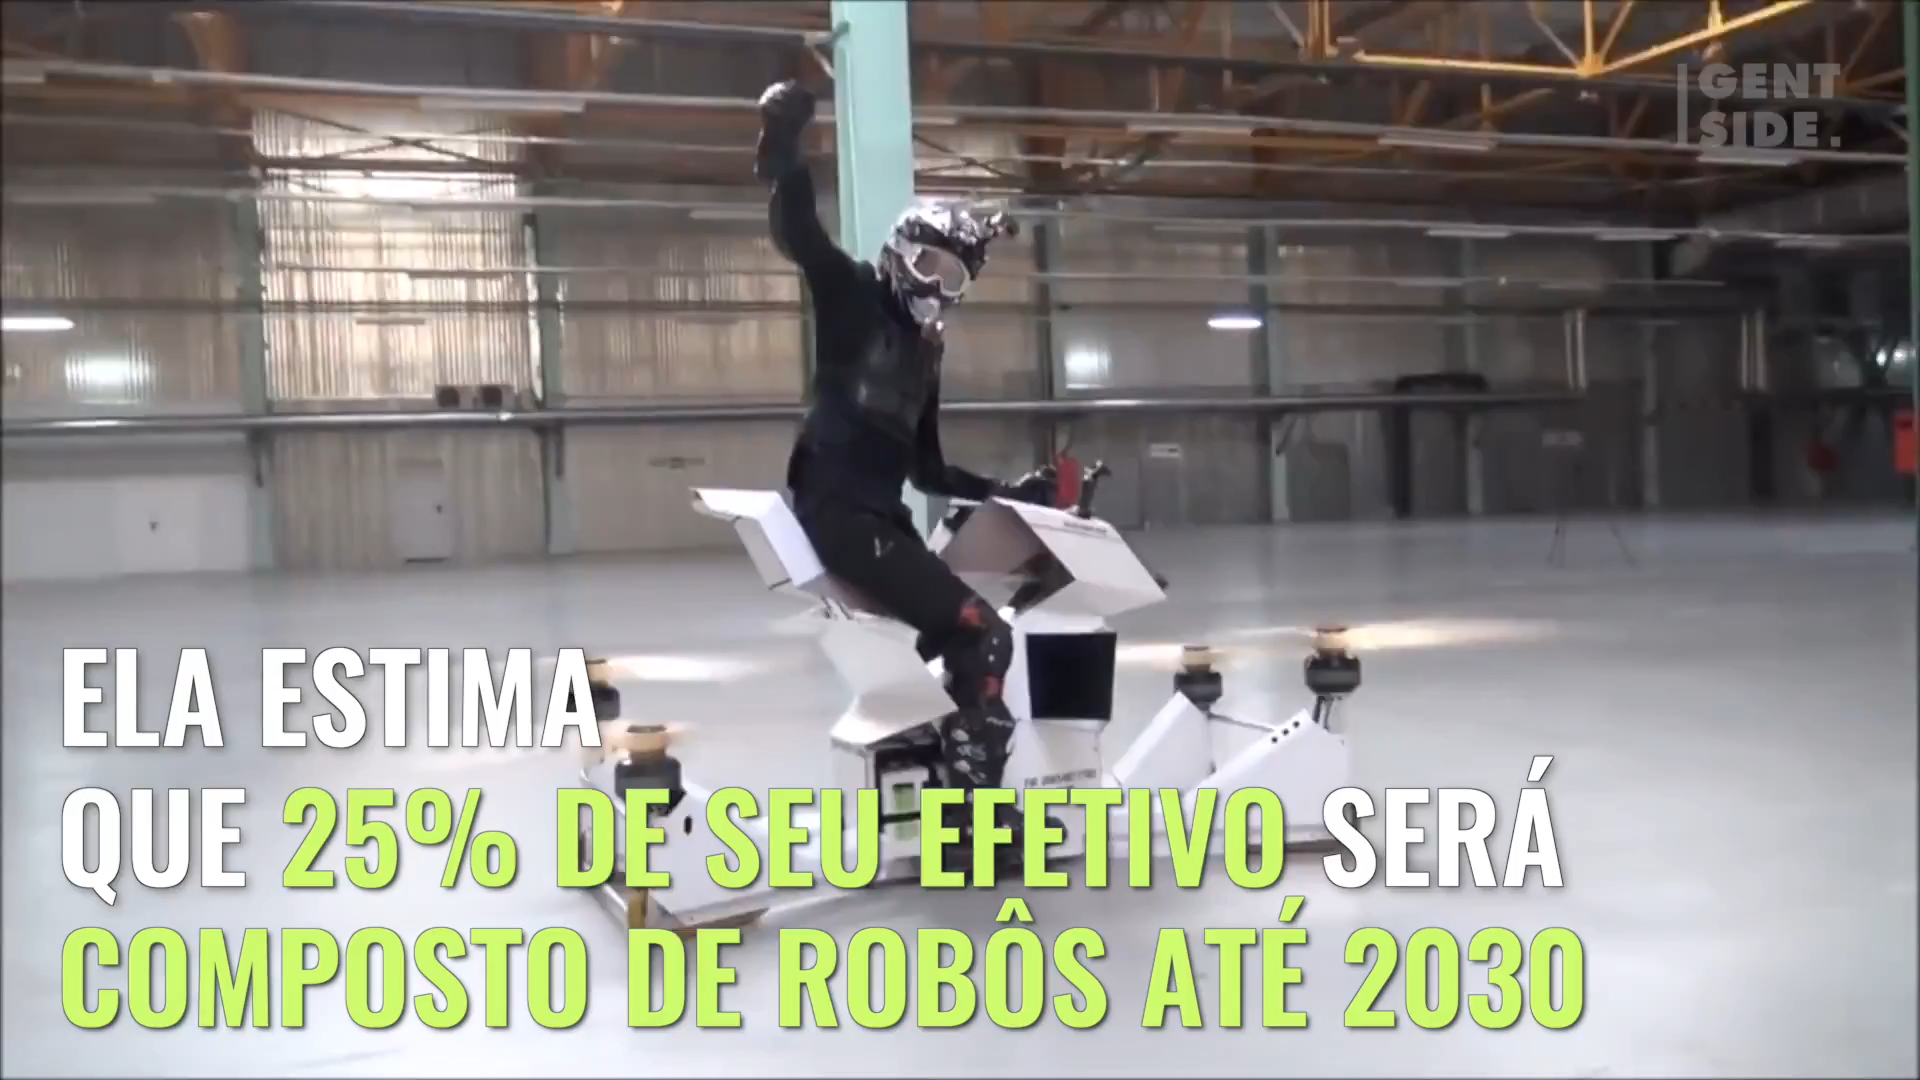 GENT
SIDE.
ELA ESTIMA
QUE 25% DE SEU EFETIVO SERÁ
COMPOSTO DE ROBÔS ATÉ 2030